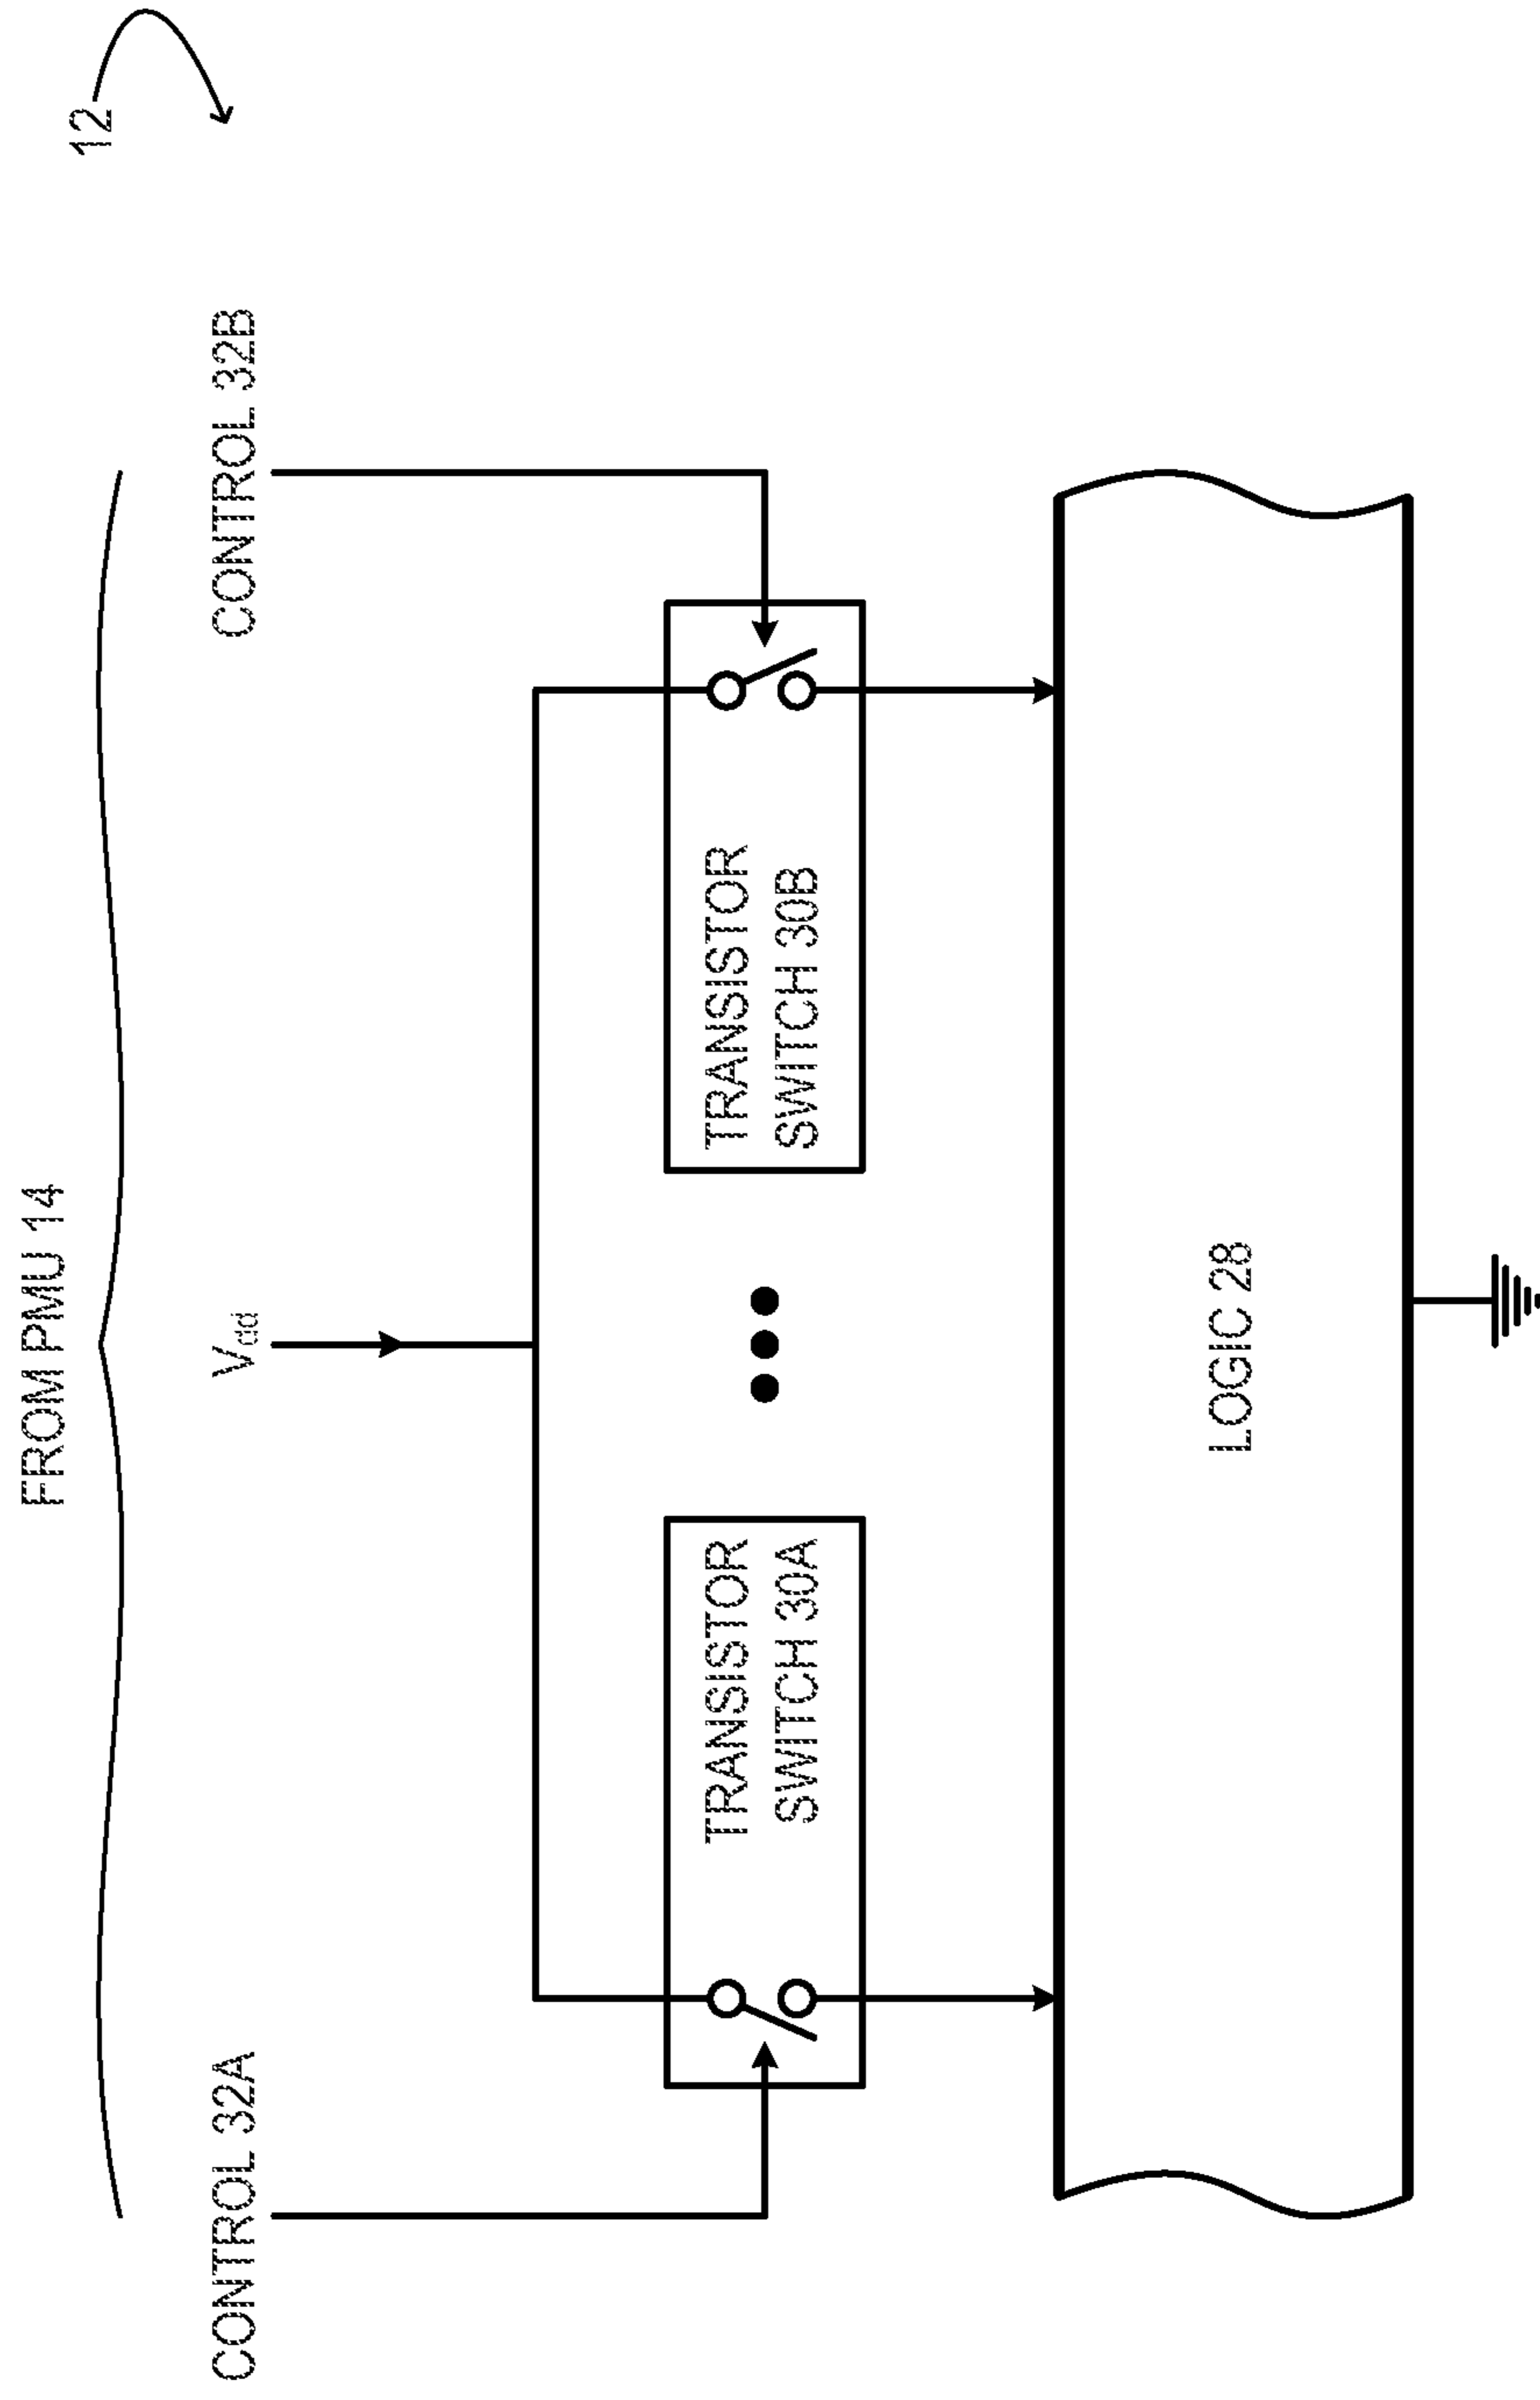 12
FROM PMU 14
CONTROL 32A
Vdd
CONTROL 32B
TRANSISTOR
SWITCH 30A
TRANSISTOR
SWITCH 30B
LOGIC 28